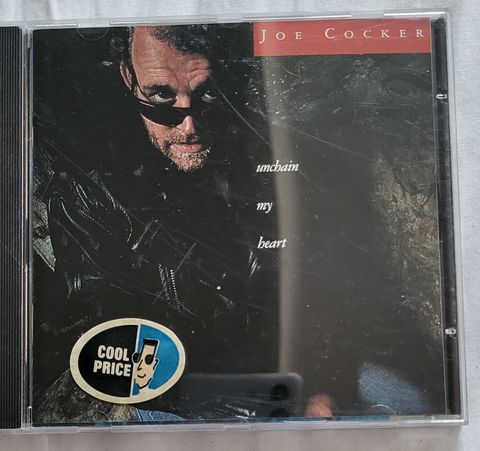 JOE COCKER
unchain
my
heart
COOL
PRICE